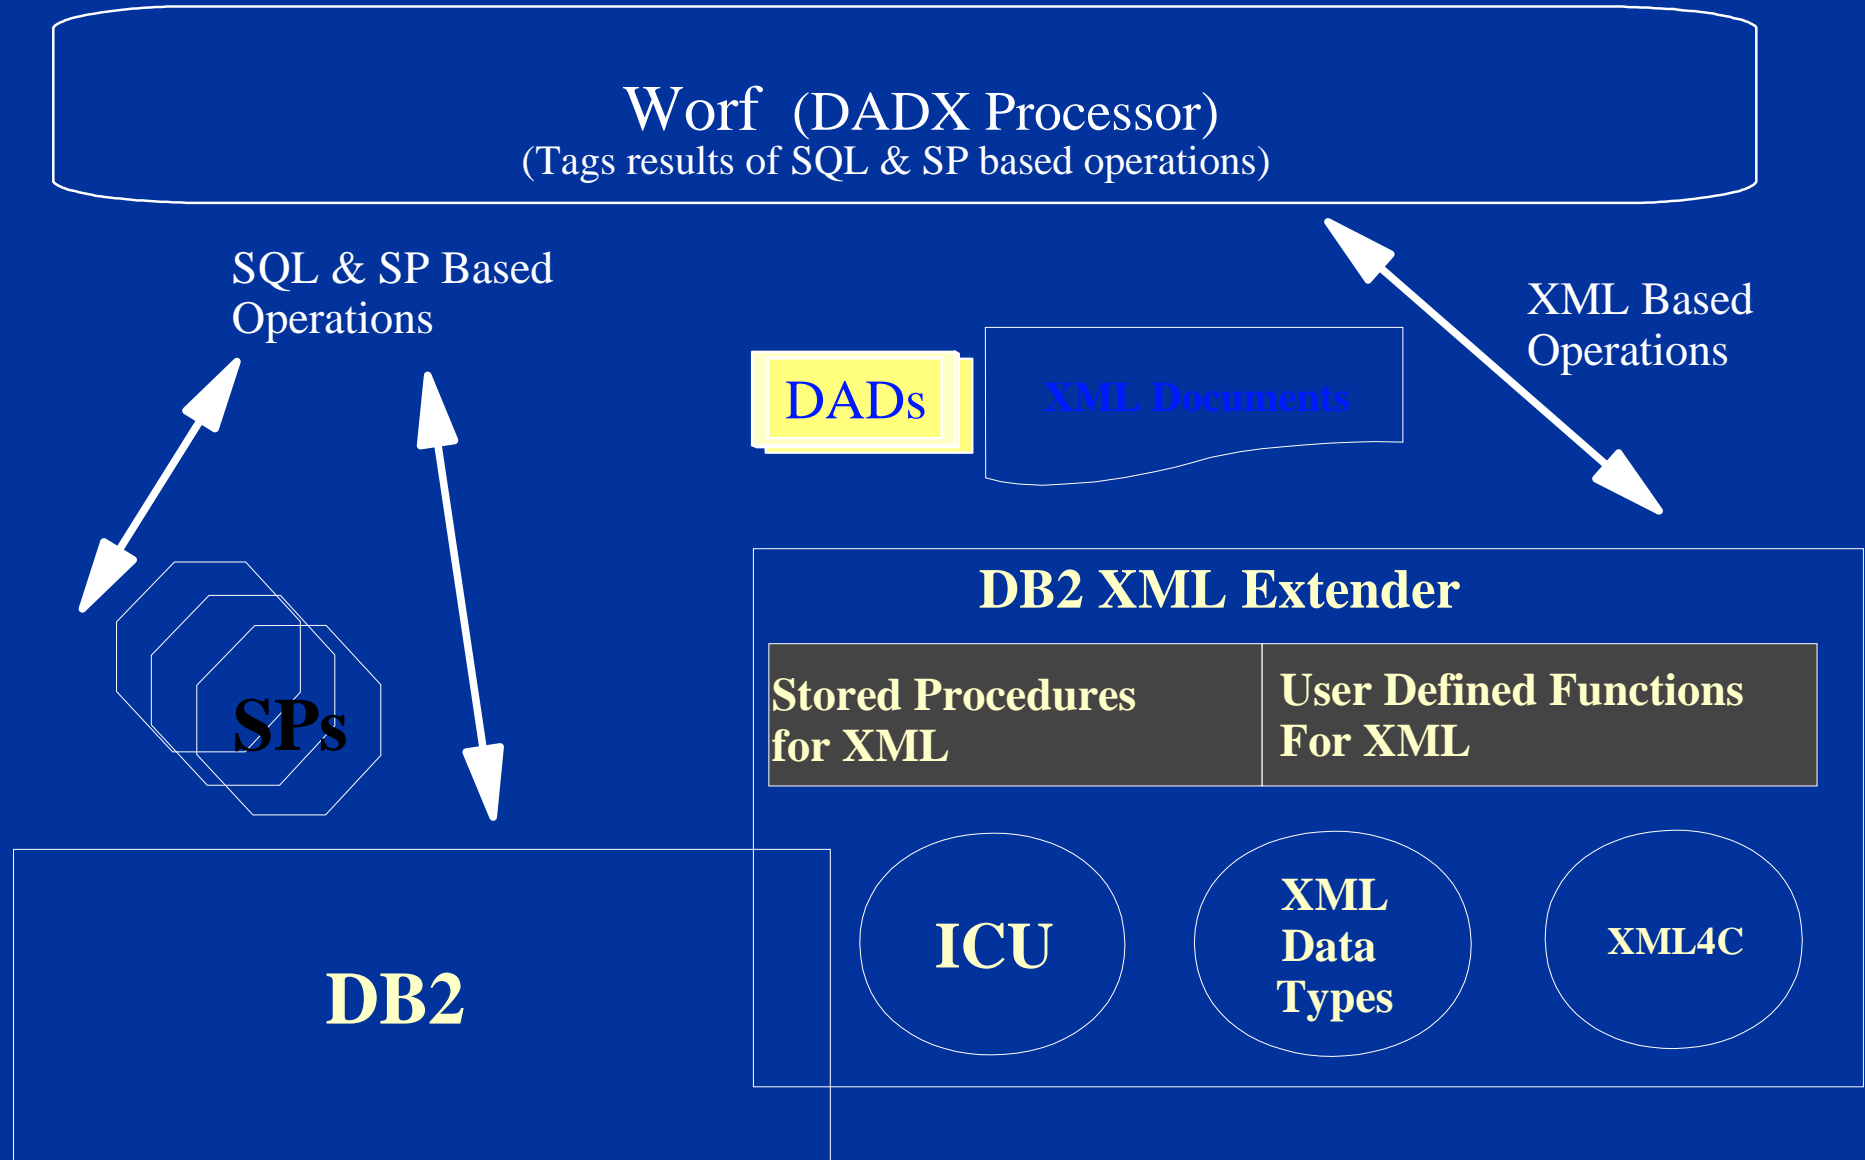 Worf (DADX Processor)
(Tags results of SQL & SP based operations)
SQL & SP Based
Operations
XML Based
Operations
DADs
XML Documents
DB2 XML Extender
Stored Procedures
for XML
User Defined Functions
For XML
SPs
ICU
XML
Data
Types
XML4C
DB2